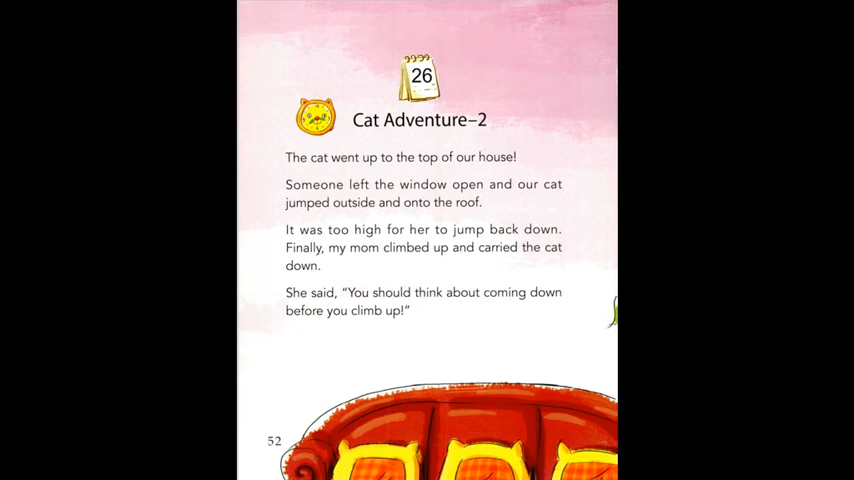 26
Cat Adventure–2
The cat went up to the top of our house!
Someone left the window open and our cat
jumped outside and onto the roof.
It was too high for her to jump back down.
Finally, my mom climbed up and carried the cat
down.
She said, “You should think about coming down
before you climb up!”
52